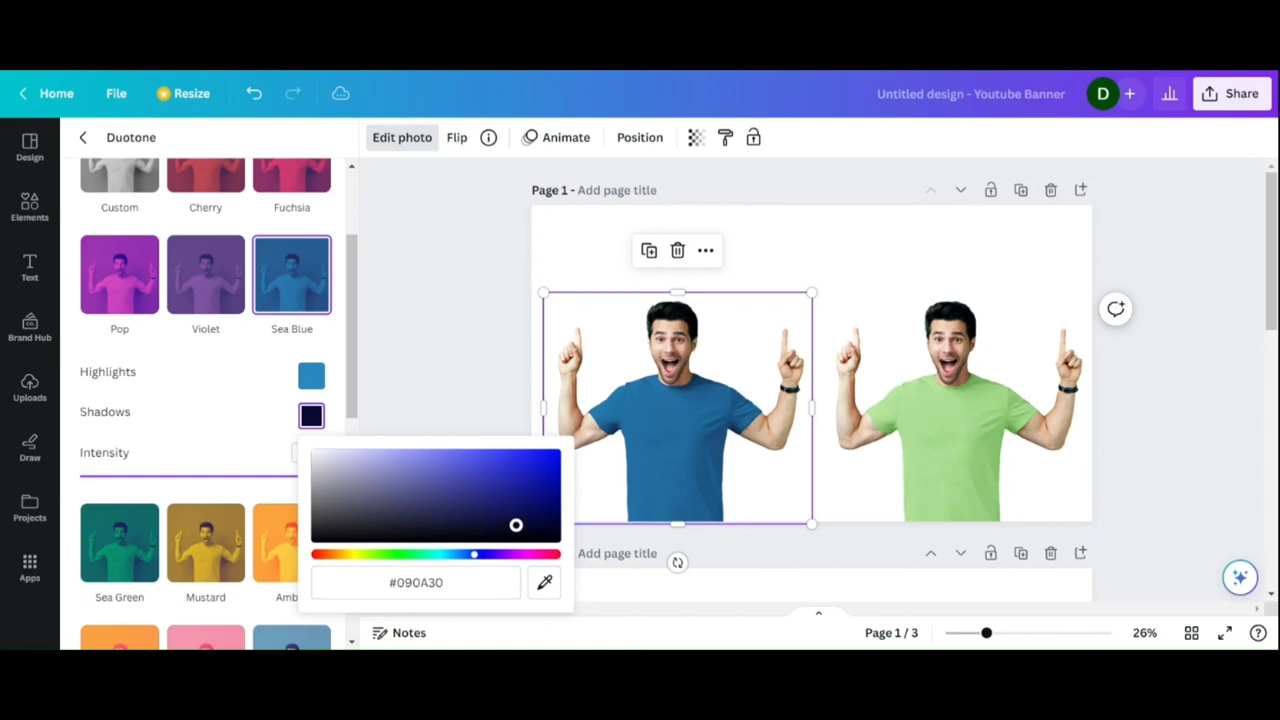 Home
File
Resize
Untitled design - Youtube Banner
D
+
Share
Design
Elements
Text
Brand Hub
Uploads
Draw
Projects
Apps
Duotone
Custom
Cherry
Fuchsia
Pop
Violet
Sea Blue
Highlights
Shadows
Intensity
#090A30
Sea Green
Mustard
Edit photo
Flip
Animate
Position
Page 1 - Add page title
Add page title
Notes
Page 1 / 3
26%